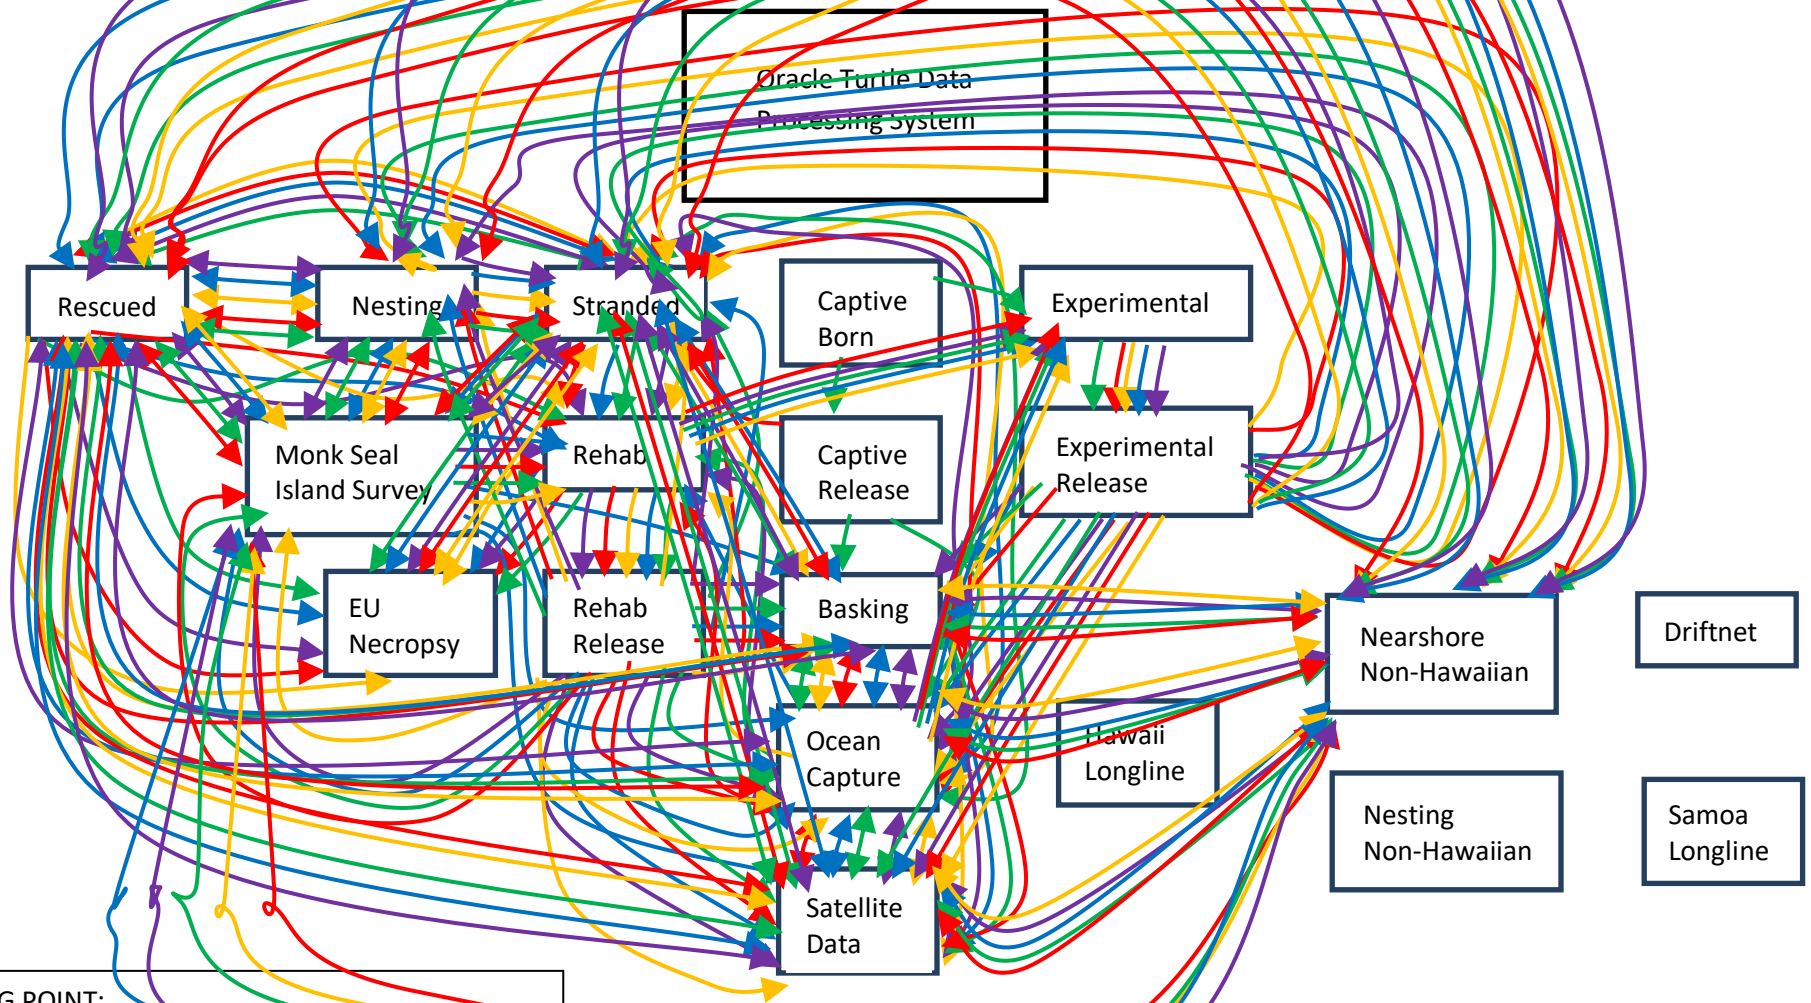 Oracle Turtle Data
Processing System
Rescued
Nesting
Stranded
Captive
Born
Experimental
Monk Seal
Island Survey
Rehab
Captive
Release
Experimental
Release
EU
Necropsy
Rehab
Release
Basking
Nearshore
Non-Hawaiian
Driftnet
Ocean
Capture
Hawaii
Longline
Nesting
Non-Hawaiian
Samoa
Longline
Satellite
Data
G POINT: